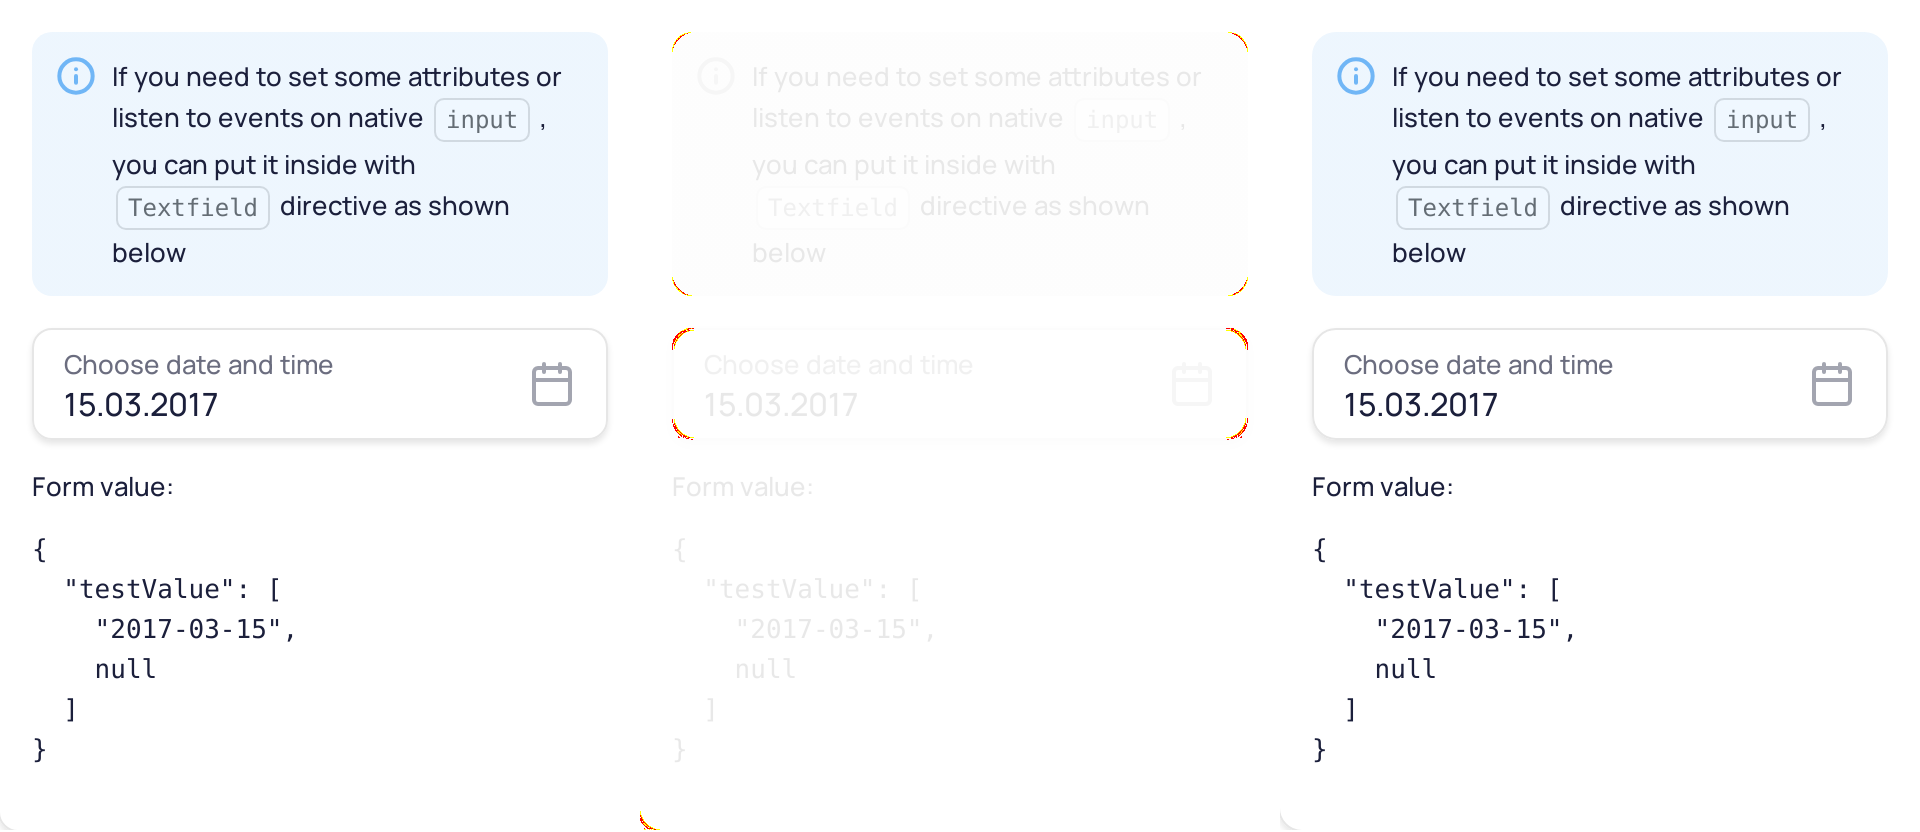 If you need to set some attributes or
listen to events on native input ,
you can put it inside with
Textfield directive as shown
below
Choose date and time
15.03.2017
Form value:
{
  "testValue": [
    "2017-03-15",
    null
  ]
}
If you need to set some attributes or
listen to events on native input ,
you can put it inside with
Textfield directive as shown
below
Choose date and time
15.03.2017
Form value:
{
  "testValue": [
    "2017-03-15",
    null
  ]
}
If you need to set some attributes or
listen to events on native input ,
you can put it inside with
Textfield directive as shown
below
Choose date and time
15.03.2017
Form value:
{
  "testValue": [
    "2017-03-15",
    null
  ]
}